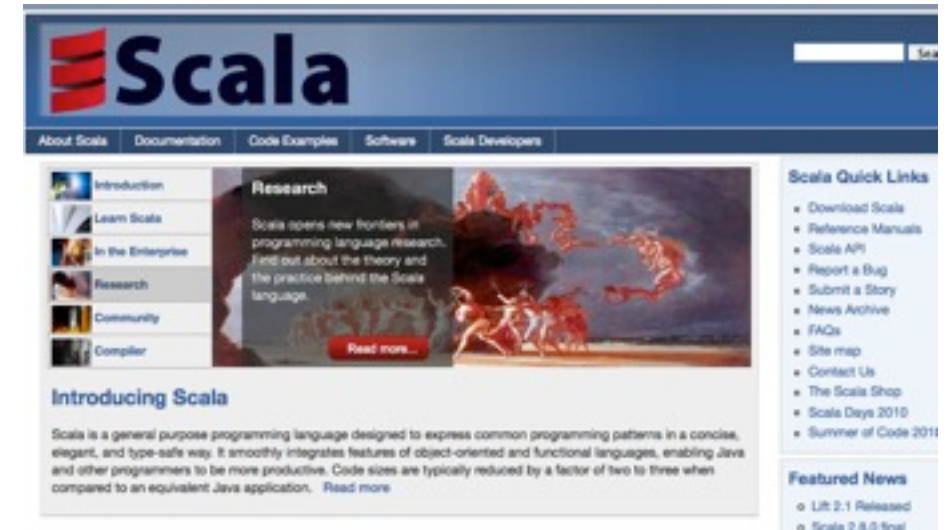 Scala
About Scala
Documentation
Code Examples
Software
Scala Developers
Introduction
Learn Scala
In the Enterprise
Research
Community
Compiler
Research
Scala opens new frontiers in
programming language research.
Find out about the theory and
the practice behind the Scala
language.
Read more...
Introducing Scala
Scala is a general purpose programming language designed to express common programming patterns in a concise,
elegant, and type-safe way. It smoothly integrates features of object-oriented and functional languages, enabling Java
and other programmers to be more productive. Code sizes are typically reduced by a factor of two to three when
compared to an equivalent Java application. Read more
Scala Quick Links
Download Scala
Reference Manuals
Scala API
Report a Bug
Submit a Story
News Archive
FAQs
Site map
Contact Us
The Scala Shop
Scala Days 2010
Summer of Code 2010
Featured News
Lift 2.1 Released
Scala 2.8.0 final